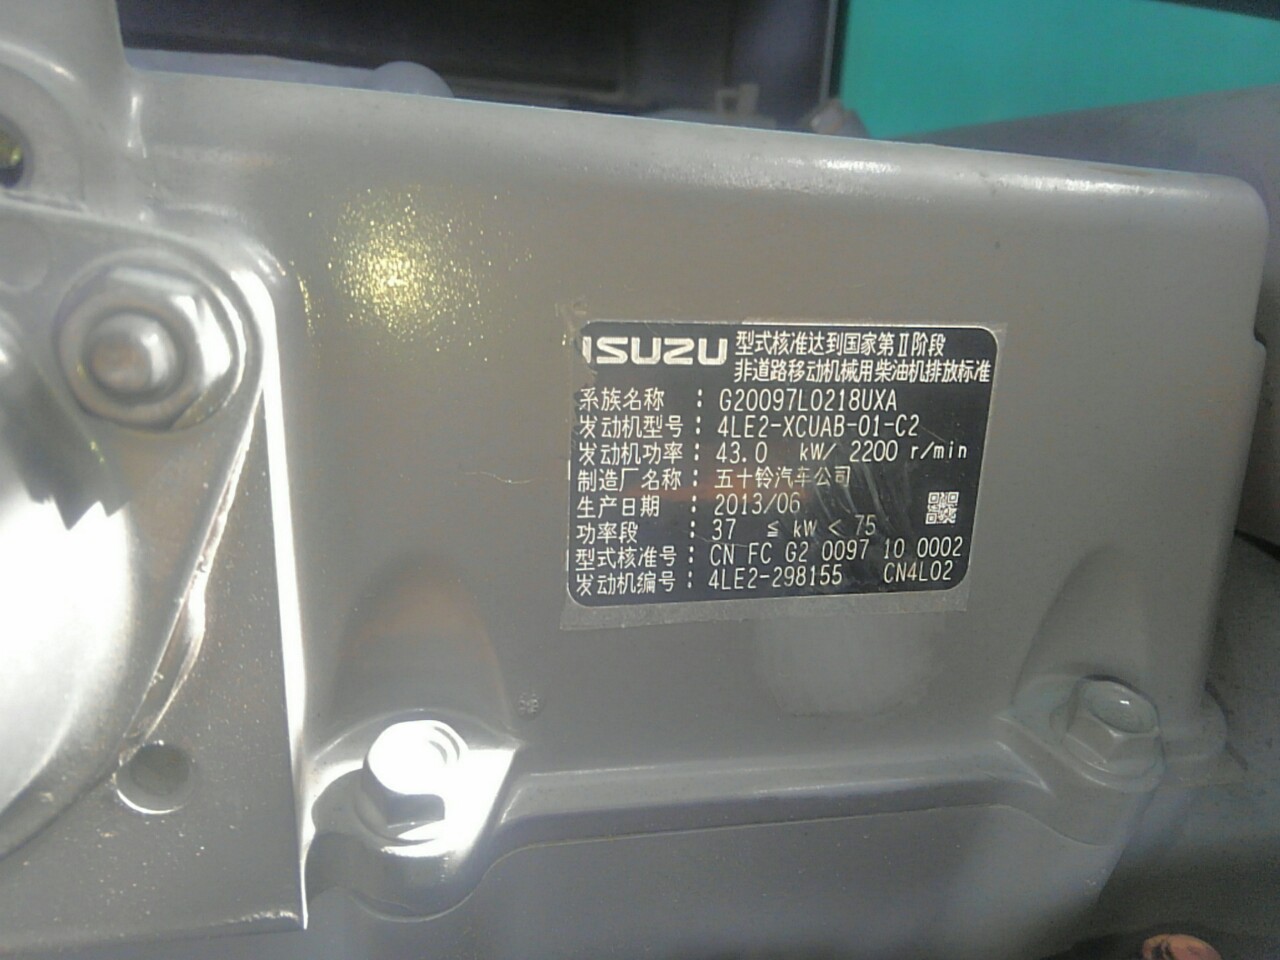 ISUZU 型式核准达到国家第Ⅱ阶段
非道路移动机械用柴油机排放标准
系族名称 : G20097L0218UXA
发动机型号 : 4LE2-XCUAB-01-C2
发动机功率 : 43.0 kW/ 2200 r/min
制造厂名称 : 五十铃汽车公司
生产日期 : 2013/06
功率段 : 37 ≦ kW < 75
型式核准号 : CN FC G2 0097 10 0002
发动机编号 : 4LE2-298155 CN4L02